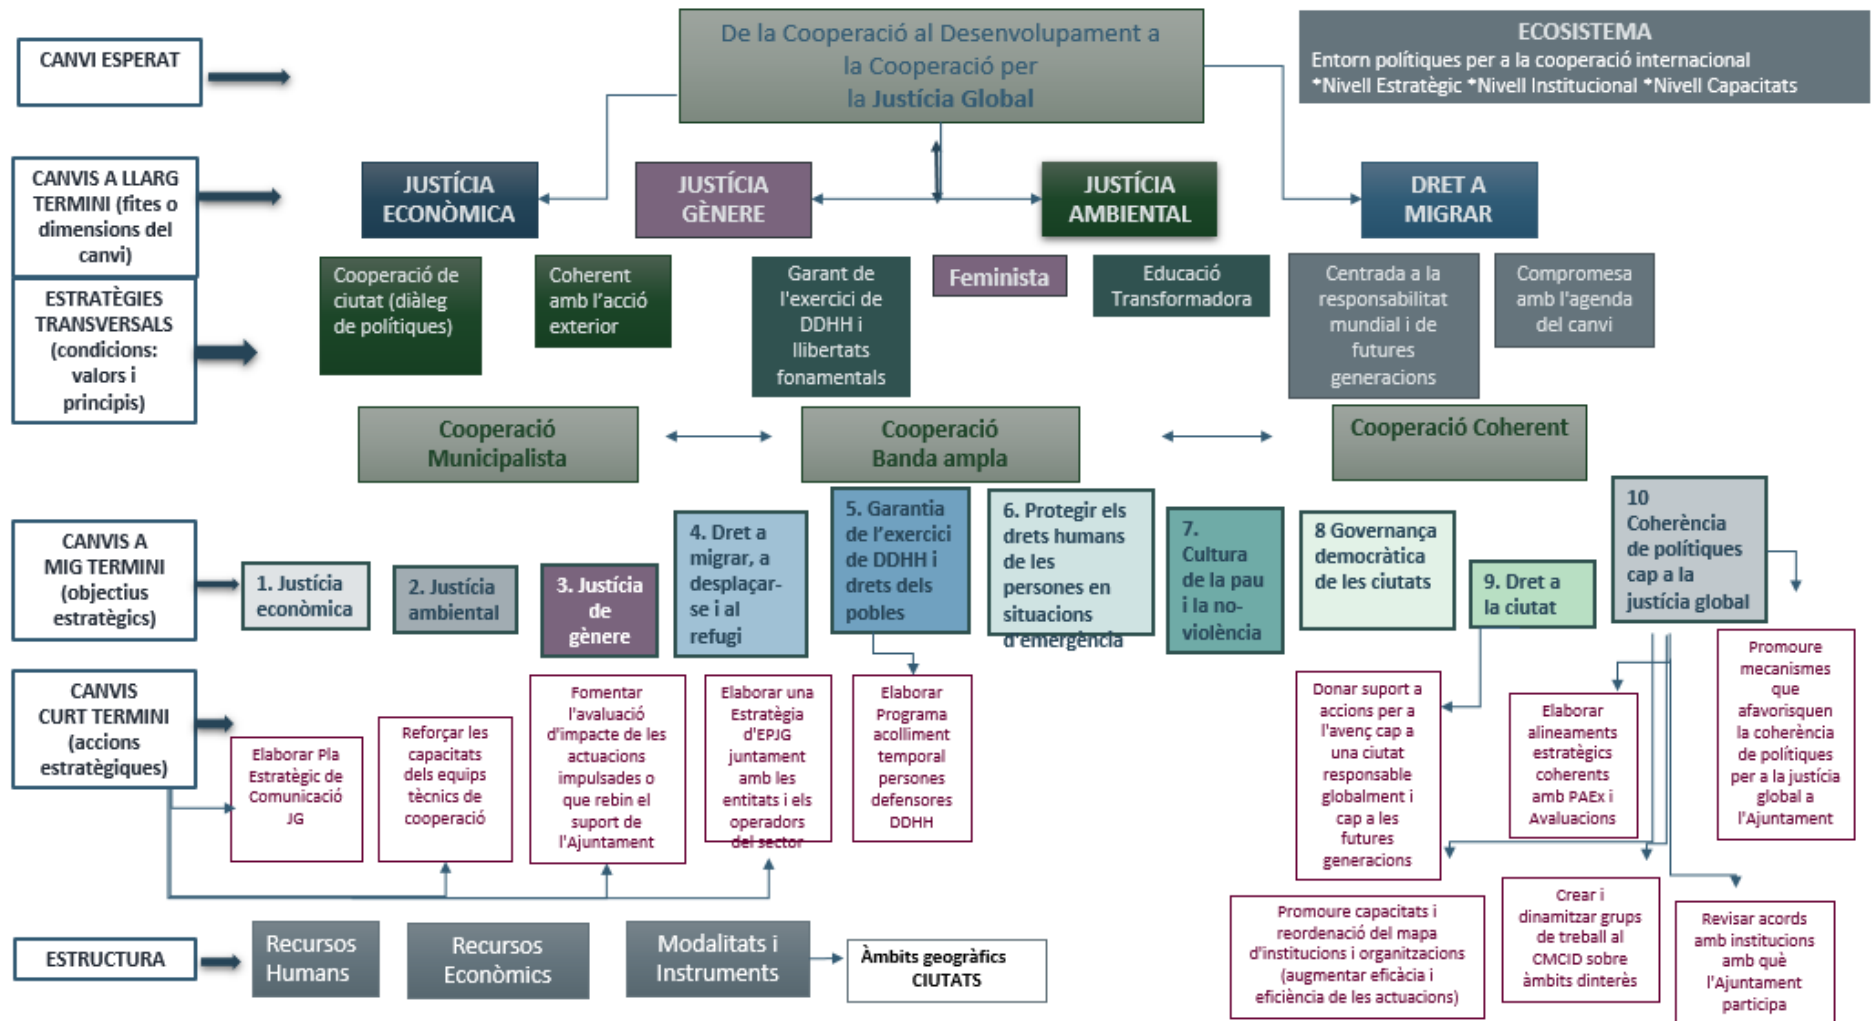 CANVI ESPERAT
De la Cooperació al Desenvolupament a
la Cooperació per
la Justícia Global
ECOSISTEMA
Entorn polítiques per a la cooperació internacional
*Nivell Estratègic *Nivell Institucional *Nivell Capacitats
CANVIS A LLARG
TERMINI (fites o
dimensions del
canvi)
JUSTÍCIA
ECONÒMICA
JUSTÍCIA
GÈNERE
JUSTÍCIA
AMBIENTAL
DRET A
MIGRAR
ESTRATÈGIES
TRANSVERSALS
(condicions:
valors i
principis)
Cooperació de
ciutat (diàleg
de polítiques)
Coherent
amb l'acció
exterior
Garant de
l'exercici de
DDHH i
llibertats
fonamentals
Feminista
Educació
Transformadora
Centrada a la
responsabilitat
mundial i de
futures
generacions
Compromesa
amb l'agenda
del canvi
Cooperació
Municipalista
Cooperació
Banda ampla
Cooperació Coherent
CANVIS A
MIG TERMINI
(objectius
estratègics)
1. Justícia
econòmica
2. Justícia
ambiental
3. Justícia
de
gènere
4. Dret a
migrar, a
desplaçar-
se i al
refugi
5. Garantia
de l'exercici
de DDHH i
drets dels
pobles
6. Protegir els
drets humans
de les
persones en
situacions
d'emergència
7.
Cultura
de la pau
i la no-
violència
8 Governança
democràtica
de les ciutats
9. Dret a
la ciutat
10
Coherència
de polítiques
cap a la
justícia global
CANVIS
CURT TERMINI
(accions
estratègiques)
Elaborar Pla
Estratègic de
Comunicació
JG
Reforçar les
capacitats
dels equips
tècnics de
cooperació
Fomentar
l'avaluació
d'impacte de les
actuacions
impulsades o
que rebin el
suport de
l'Ajuntament
Elaborar una
Estratègia
d'EPJG
juntament
amb les
entitats i els
operadors
del sector
Elaborar
Programa
acolliment
temporal
persones
defensores
DDHH
Donar suport a
accions per a
l'avenç cap a
una ciutat
responsable
globalment i
cap a les
futures
generacions
Elaborar
alineaments
estratègics
coherents
amb PAEx i
Avaluacions
Promoure
mecanismes
que
afavorisquen
la coherència
de polítiques
per a la justícia
global a
l'Ajuntament
Promoure capacitats i
reordenació del mapa
d'institucions i organitzacions
(augmentar eficàcia i
eficiència de les actuacions)
Crear i
dinamitzar grups
de treball al
CMCID sobre
àmbits dinterès
Revisar acords
amb institucions
amb què
l'Ajuntament
participa
ESTRUCTURA
Recursos
Humans
Recursos
Econòmics
Modalitats i
Instruments
Àmbits geogràfics
CIUTATS